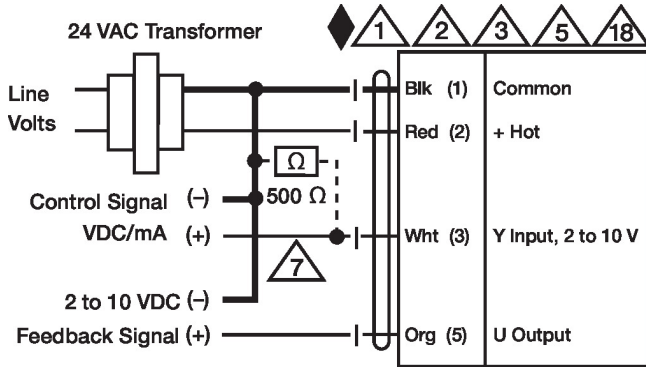 24 VAC Transformer
1 2 3 5 18
Line
Volts
Blk (1) Common
Red (2) + Hot
Ω
500 Ω
Control Signal (–)
VDC/mA (+)
Wht (3) Y Input, 2 to 10 V
7
2 to 10 VDC (–)
Feedback Signal (+)
Org (5) U Output